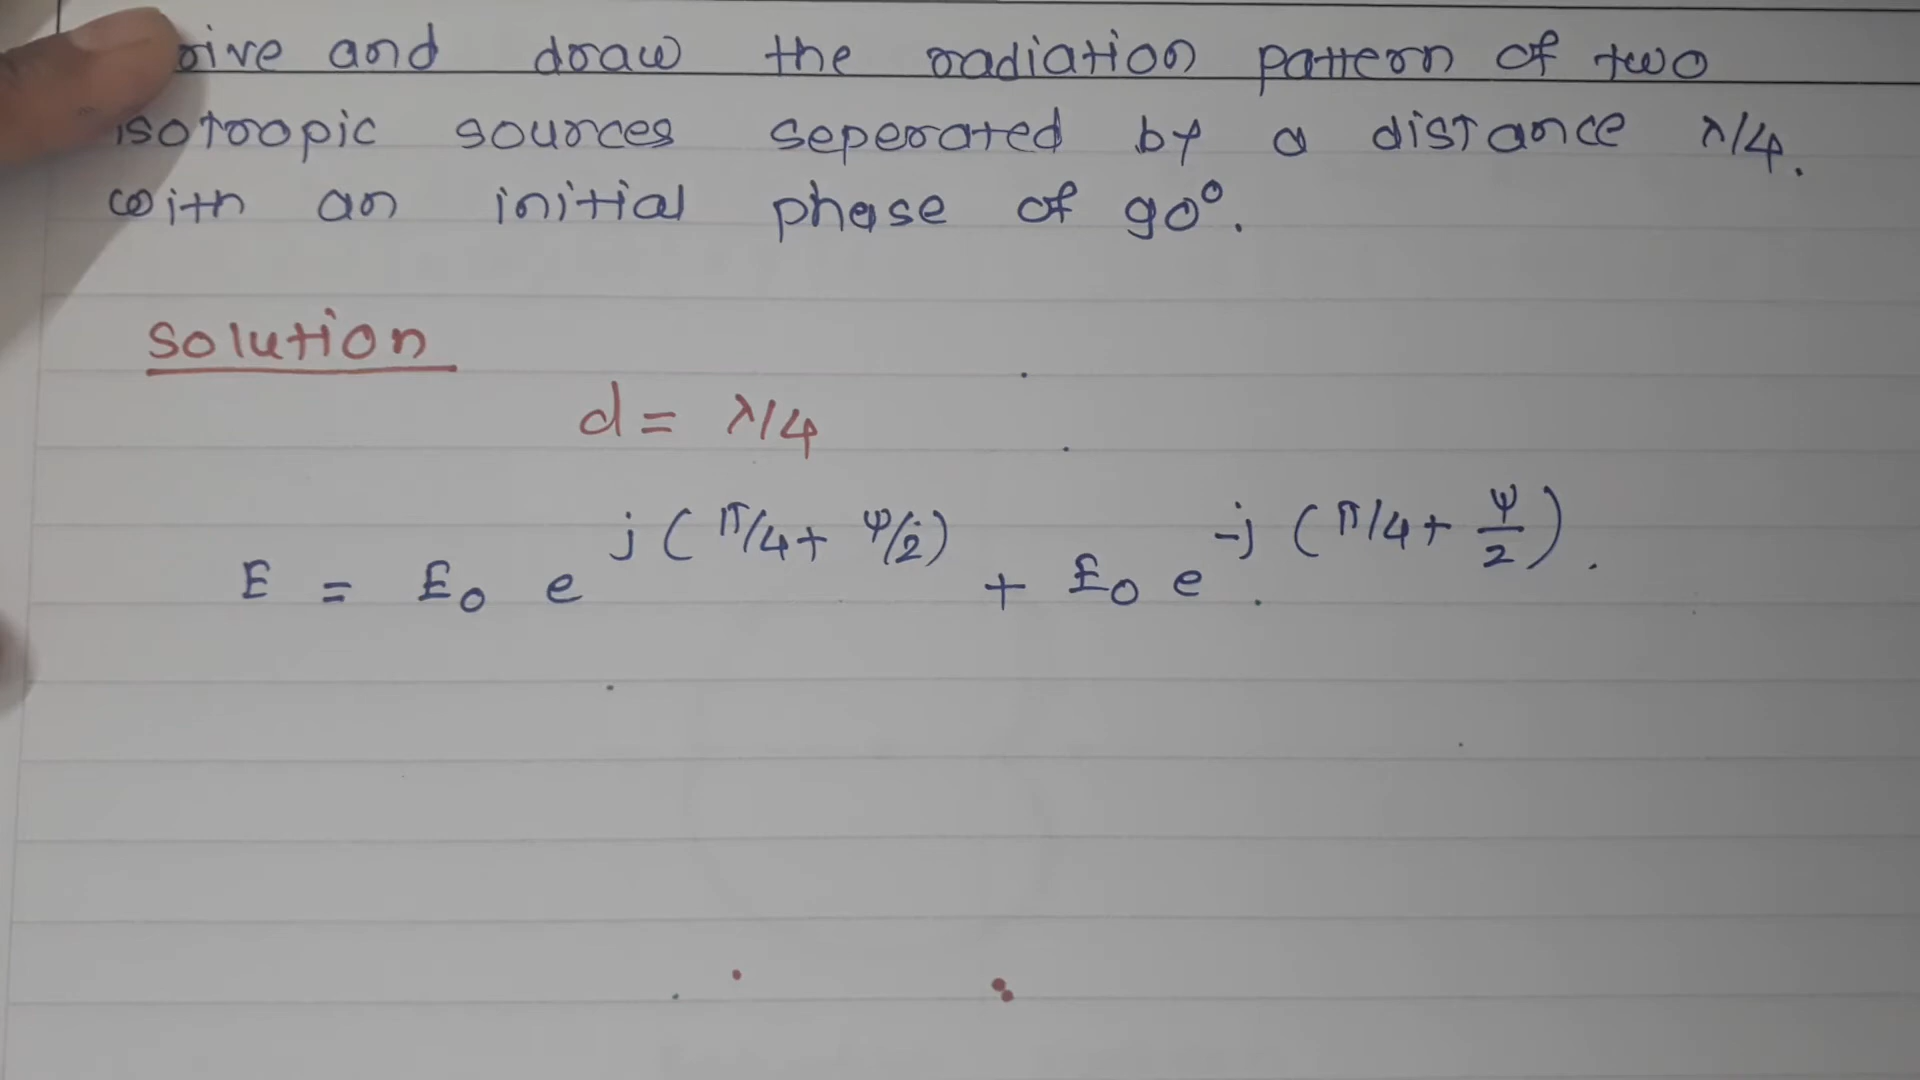 rive and draw the radiation pattern of two
isotropic sources seperated by a distance λ/4.
with an initial phase of 90°.
Solution
d = λ/4
E = E₀ e^j(π/4 + ψ/2) + E₀ e^-j(π/4 + ψ/2).